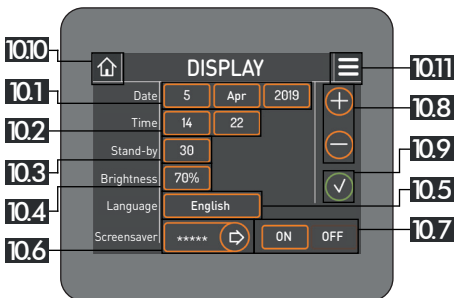 10.10
DISPLAY
10.11
10.1
Date 5 Apr 2019
10.8
10.2
Time 14 22
10.9
10.3
Stand-by 30
Brightness 70%
10.5
10.4
Language English
10.6
Screensaver ***** ON OFF
10.7